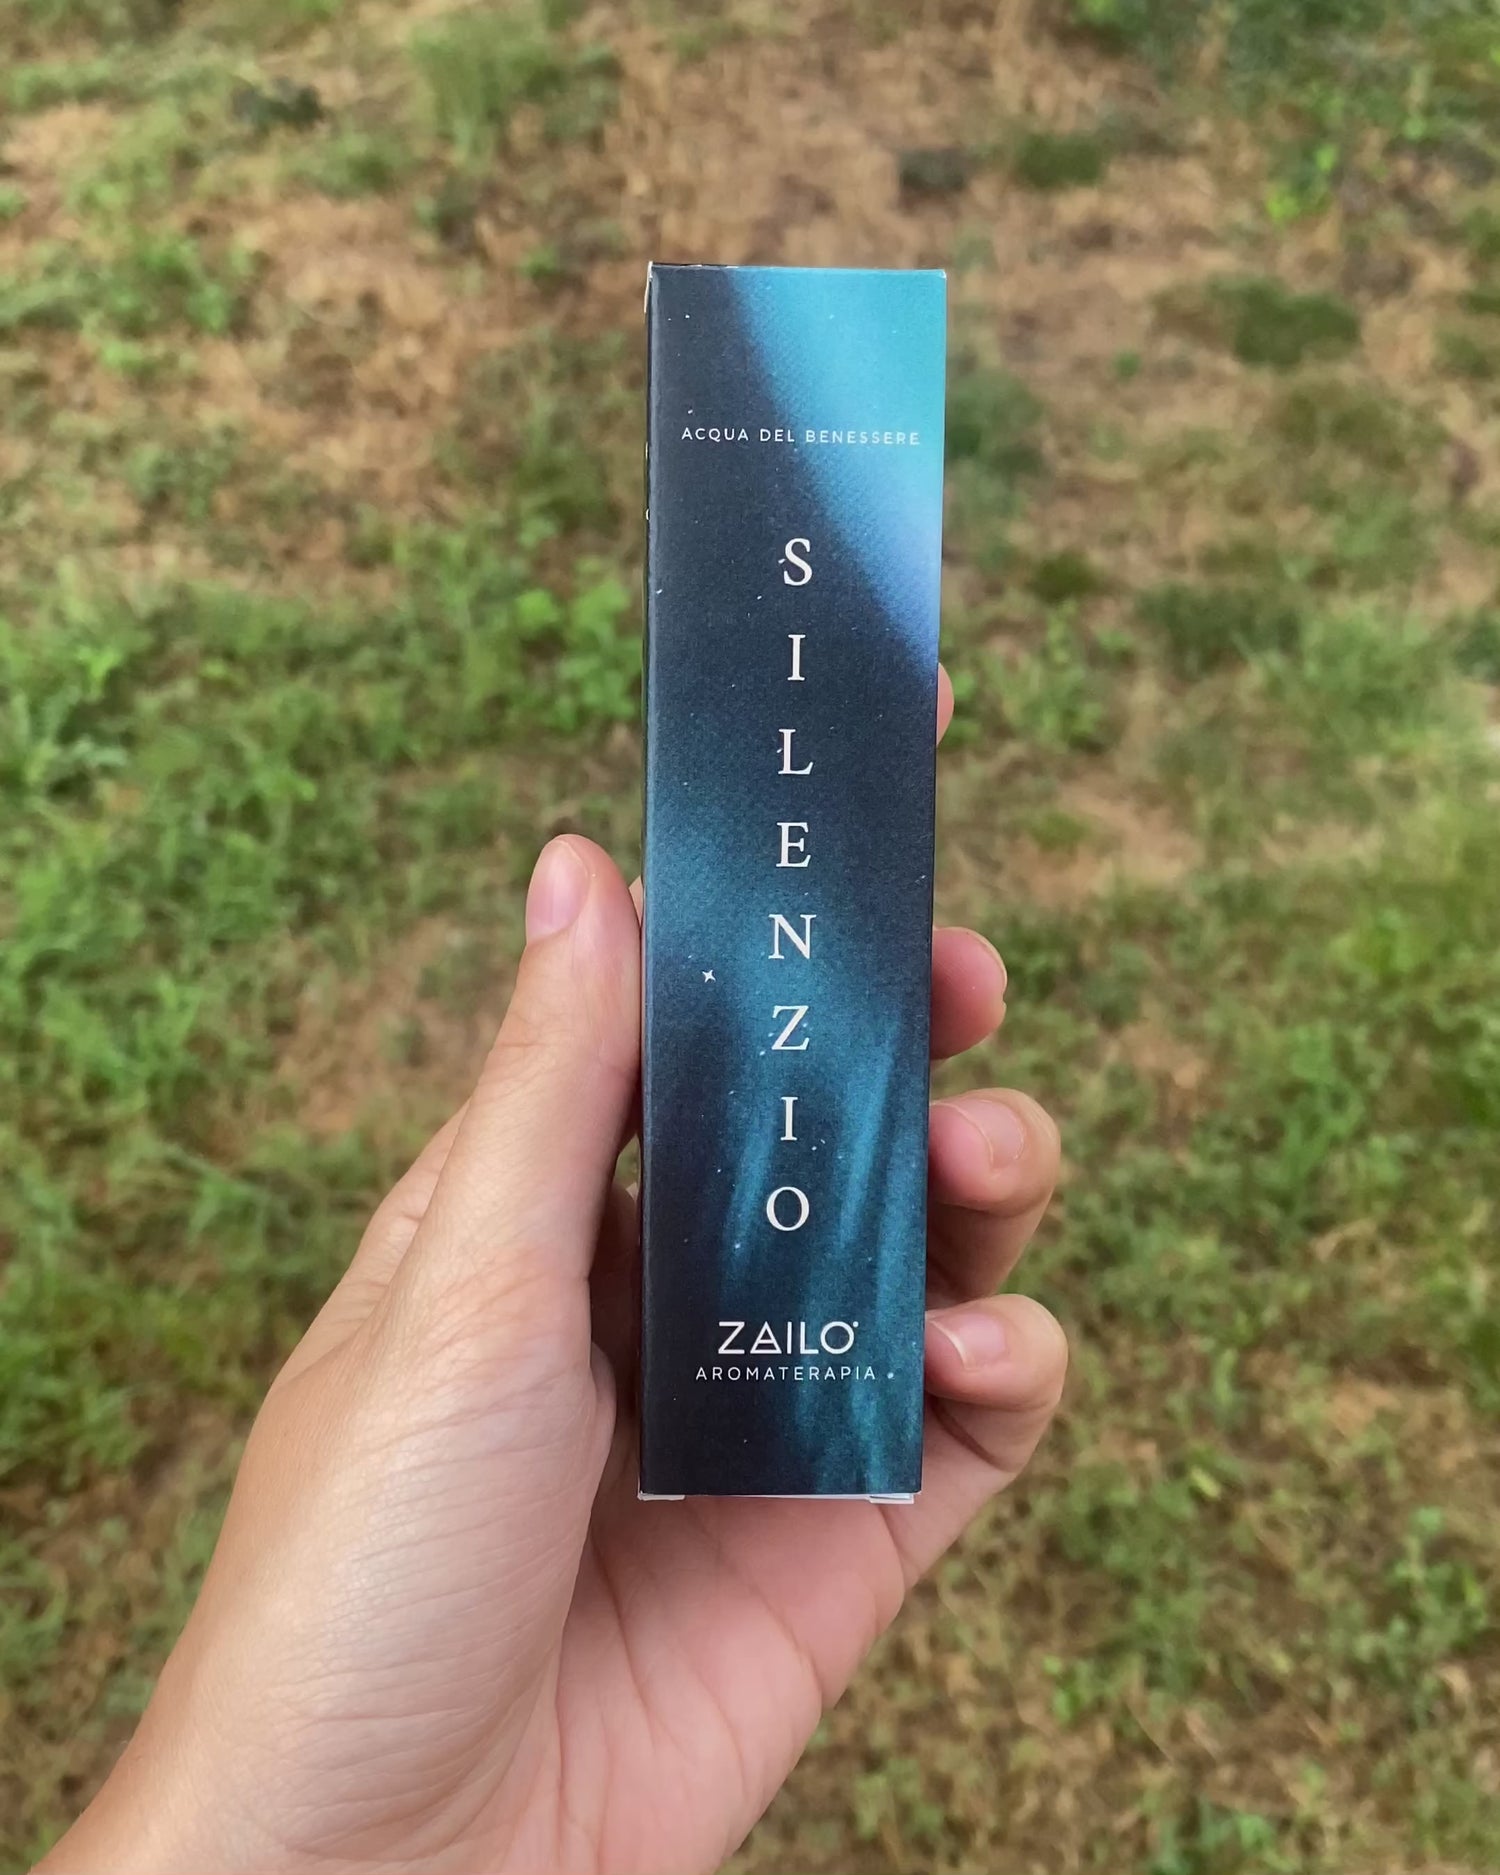 ACQUA DEL BENESSERE
SILENZIO
ZAILO
AROMATERAPIA